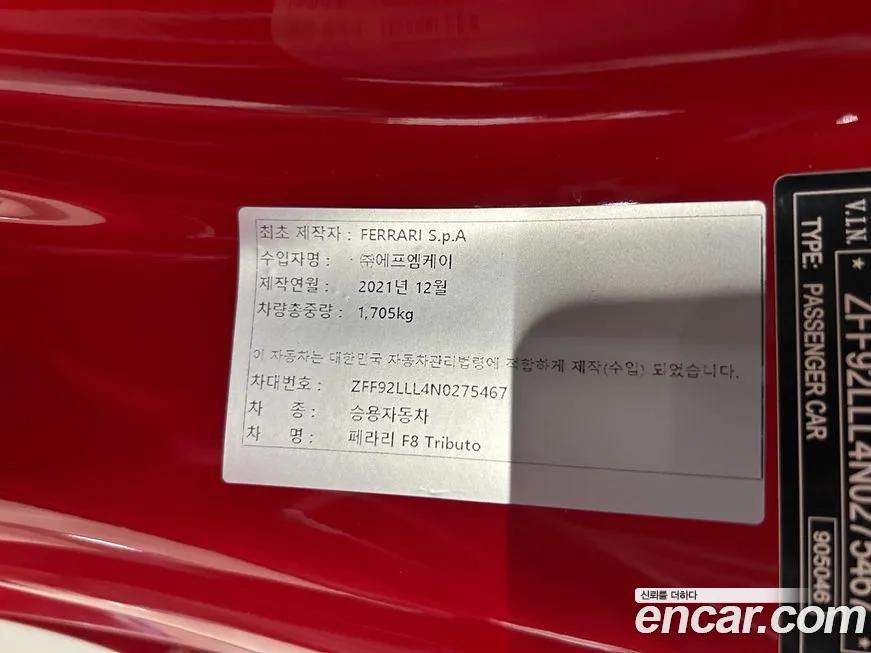 최초 제작자 : FERRARI S.p.A
수입자명 : ㈜에프엠케이
제작연월 : 2021년 12월
차량총중량 : 1,705kg
이 자동차는 대한민국 자동차관리법령에 적합하게 제작(수입) 되었습니다.
차대번호 : ZFF92LLL4N0275467
차 종 : 승용자동차
차 명 : 페라리 F8 Tributo
V.I.N. * ZFF92LLL4N0275467
TYPE: PASSENGER CAR
905046
신뢰를 더하다
encar.com